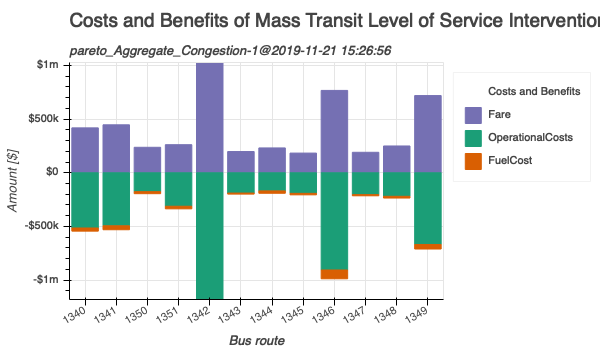 Costs and Benefits of Mass Transit Level of Service Intervention
pareto_Aggregate_Congestion-1@2019-11-21 15:26:56
$1m
$500k
$0
-$500k
-$1m
Amount [$]
1340
1341
1350
1351
1342
1343
1344
1345
1346
1347
1348
1349
Bus route
Costs and Benefits
Fare
OperationalCosts
FuelCost